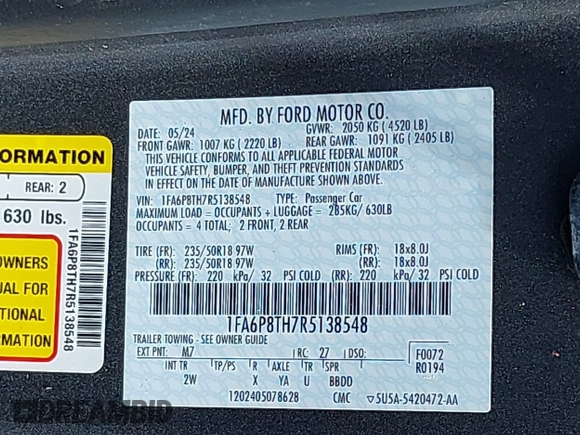 MFD. BY FORD MOTOR CO.
DATE: 05/24 GVWR: 2050 KG ( 4520 LB)
FRONT GAWR: 1007 KG ( 2220 LB) REAR GAWR: 1091 KG ( 2405 LB)
THIS VEHICLE CONFORMS TO ALL APPLICABLE FEDERAL MOTOR
VEHICLE SAFETY, BUMPER, AND THEFT PREVENTION STANDARDS
IN EFFECT ON THE DATE OF MANUFACTURE SHOWN ABOVE.
VIN: 1FA6P8TH7R5138548 TYPE: Passenger Car
MAXIMUM LOAD = OCCUPANTS + LUGGAGE = 285KG/ 630LB
OCCUPANTS = 4 TOTAL; 2 FRONT, 2 REAR
TIRE (FR): 235/50R18 97W RIMS (FR): 18x8.0J
(RR): 235/50R18 97W (RR): 18x8.0J
PRESSURE (FR): 220 kPa/ 32 PSI COLD (RR): 220 kPa/ 32 PSI COLD
1FA6P8TH7R5138548
TRAILER TOWING - SEE OWNER GUIDE
EXT PNT: M7 RC: 27 DSO: F0072
INT TR TP/PS R AXLE TR SPR R0194
2W X YA U BBDD
1202405078628 CMC 5U5A-5420472-AA
ORMATION
REAR: 2
630 lbs.
OWNERS
UAL FOR
TIONAL
RMATION
1FA6P8TH7R5138548
DREAMBID